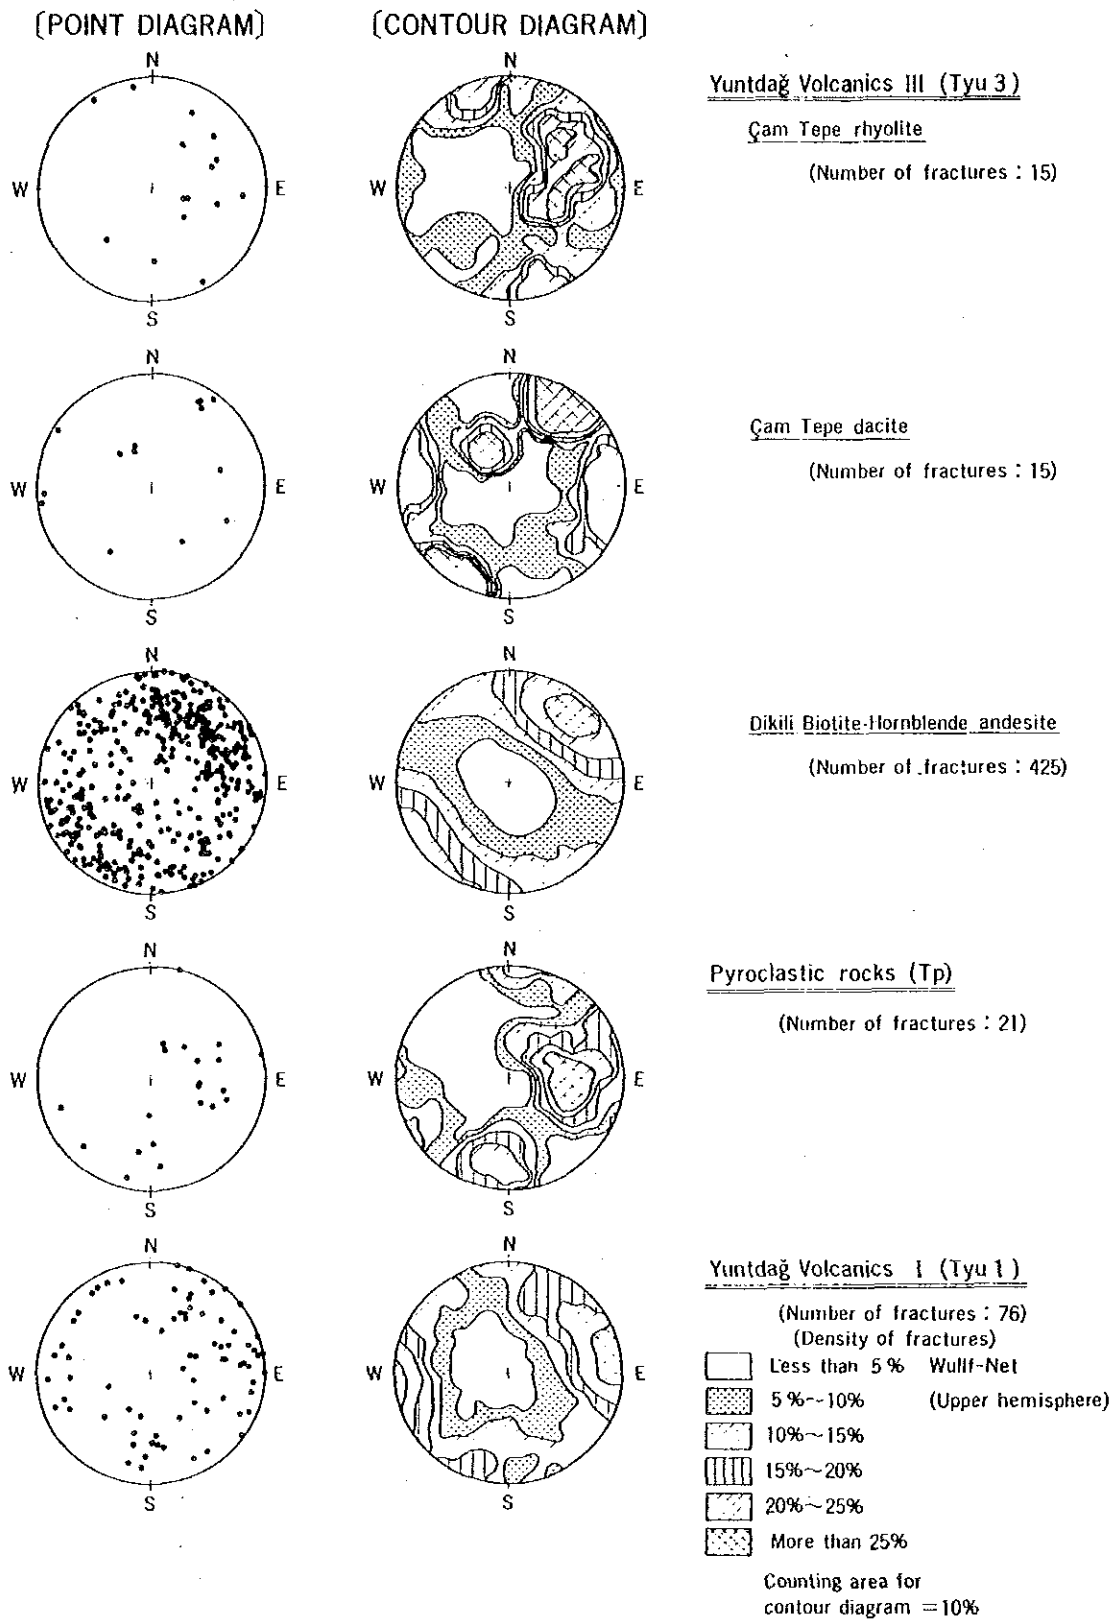 [POINT DIAGRAM]
[CONTOUR DIAGRAM]
N
W
E
S
N
W
E
S
Yuntdağ Volcanics III (Tyu 3)
Çam Tepe rhyolite
(Number of fractures : 15)
N
W
E
S
N
W
E
S
Çam Tepe dacite
(Number of fractures : 15)
N
W
E
S
N
W
E
S
Dikili Biotite-Hornblende andesite
(Number of fractures : 425)
N
W
E
S
N
W
E
S
Pyroclastic rocks (Tp)
(Number of fractures : 21)
N
W
E
S
N
W
E
S
Yuntdağ Volcanics I (Tyu 1)
(Number of fractures : 76)
(Density of fractures)
Less than 5% Wullf-Net
5%~10% (Upper hemisphere)
10%~15%
15%~20%
20%~25%
More than 25%
Counting area for
contour diagram =10%